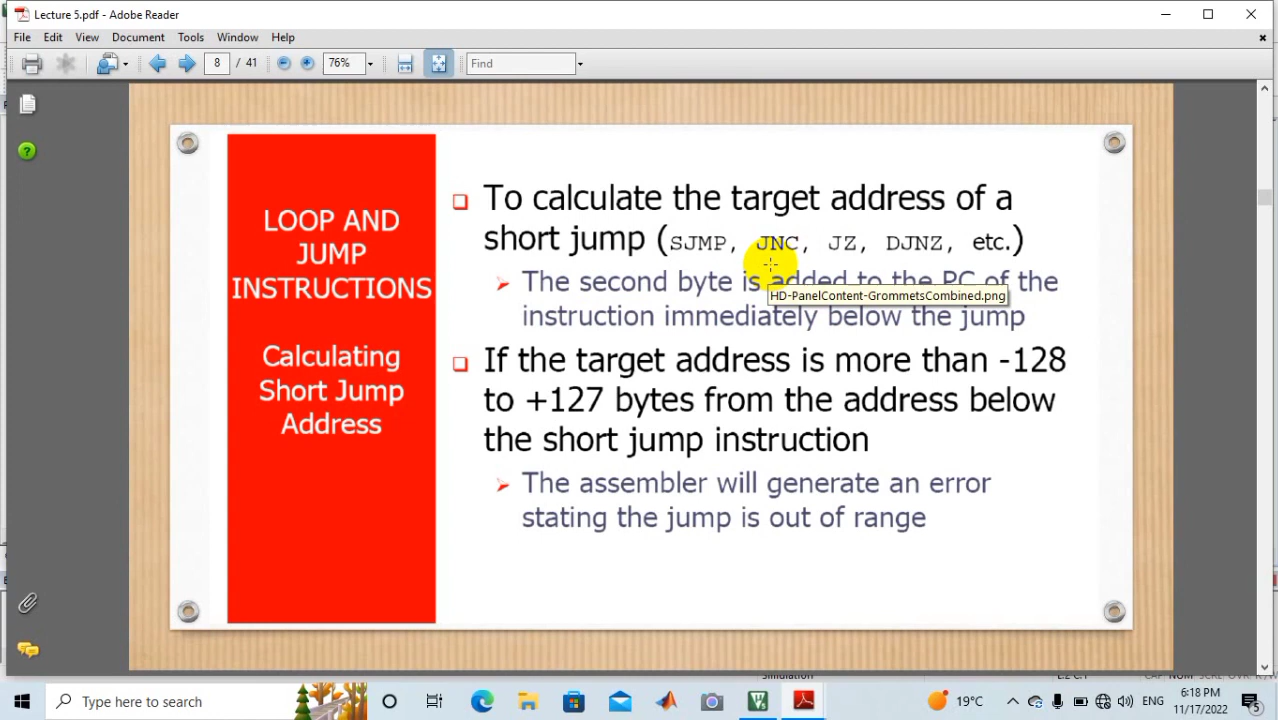 Lecture 5.pdf - Adobe Reader
File Edit View Document Tools Window Help
8 / 41 76% Find
LOOP AND
JUMP
INSTRUCTIONS
Calculating
Short Jump
Address
❑ To calculate the target address of a
short jump (SJMP, JNC, JZ, DJNZ, etc.)
➢ The second byte is added to the PC of the
HD-PanelContent-GrommetsCombined.png
instruction immediately below the jump
❑ If the target address is more than -128
to +127 bytes from the address below
the short jump instruction
➢ The assembler will generate an error
stating the jump is out of range
Type here to search
19°C
ENG
6:18 PM
11/17/2022
5